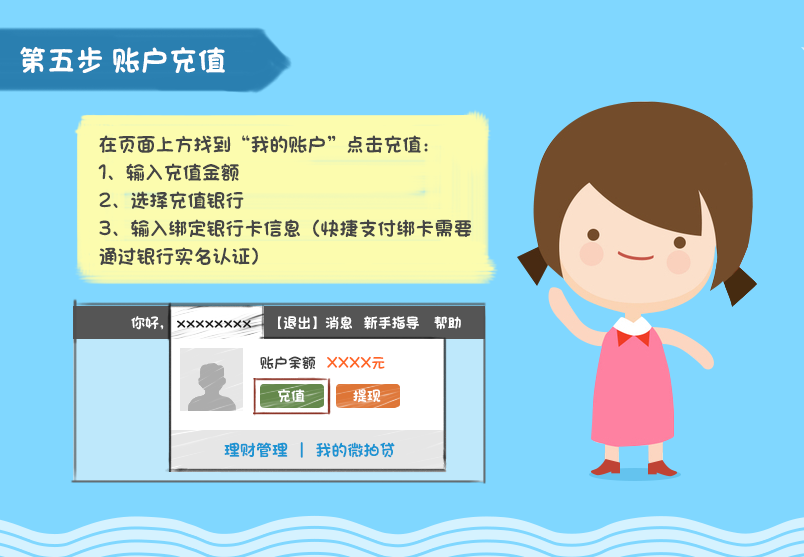 第五步 账户充值
在页面上方找到“我的账户”点击充值:
1、输入充值金额
2、选择充值银行
3、输入绑定银行卡信息（快捷支付绑卡需要
通过银行实名认证）
你好, xxxxxxxx 【退出】消息 新手指导 帮助
账户余额 XXXX元
充值 提现
理财管理 | 我的微拍贷